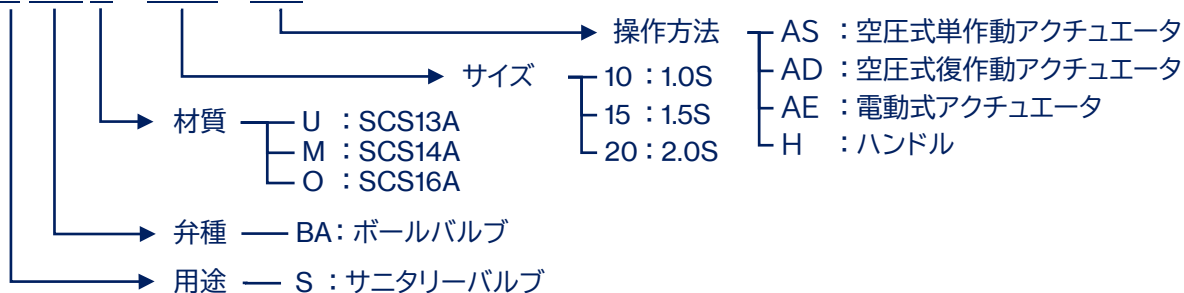 操作方法 AS ：空圧式単作動アクチュエータ
サイズ 10 ：1.0S AD ：空圧式復作動アクチュエータ
材質 U ：SCS13A 15 ：1.5S AE ：電動式アクチュエータ
M ：SCS14A 20：2.0S H ：ハンドル
O ：SCS16A
弁種 BA：ボールバルブ
用途 S ：サニタリーバルブ